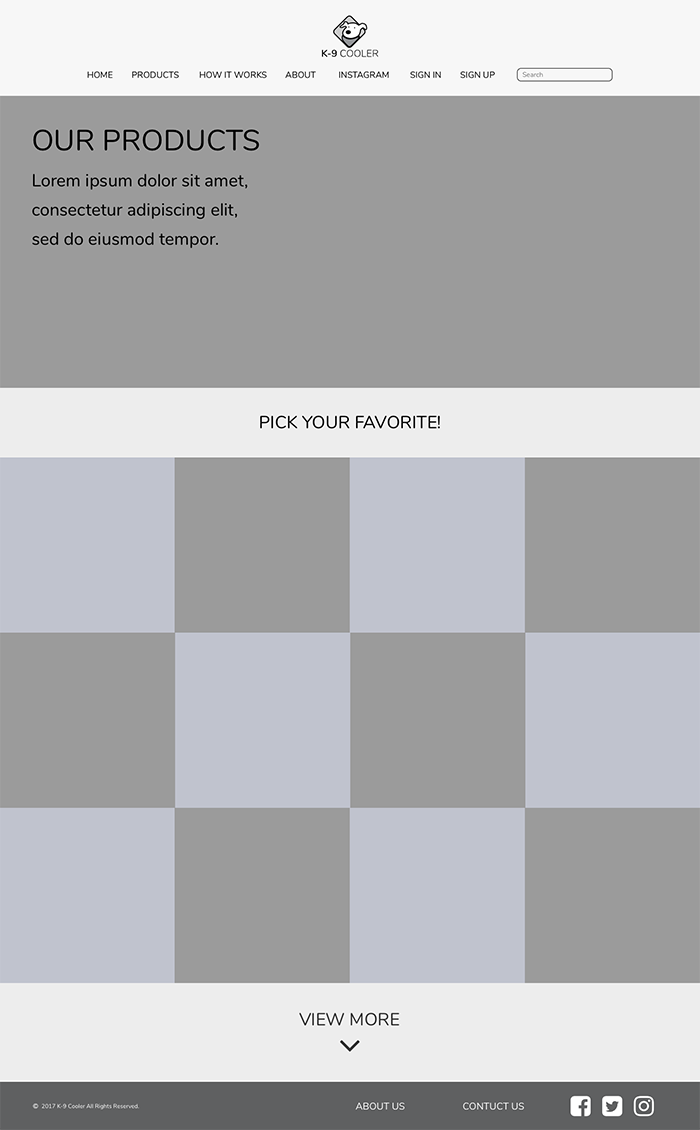 K-9 COOLER
HOME PRODUCTS HOW IT WORKS ABOUT INSTAGRAM SIGN IN SIGN UP Search
OUR PRODUCTS
Lorem ipsum dolor sit amet,
consectetur adipiscing elit,
sed do eiusmod tempor.
PICK YOUR FAVORITE!
VIEW MORE
© 2017 K-9 Cooler All Rights Reserved. ABOUT US CONTUCT US